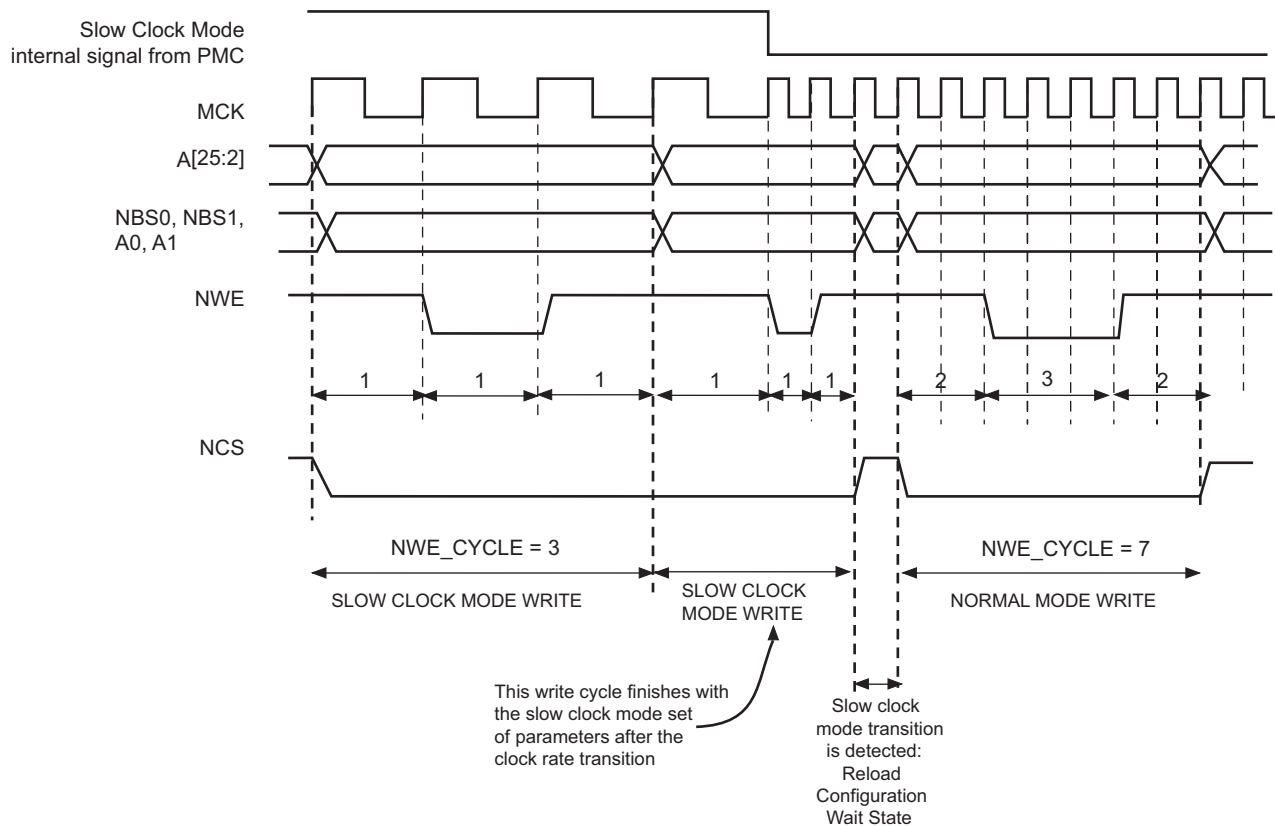 Slow Clock Mode
internal signal from PMC
MCK
A[25:2]
NBS0, NBS1,
A0, A1
NWE
1 1 1 1 1 1 2 3 2
NCS
NWE_CYCLE = 3
NWE_CYCLE = 7
SLOW CLOCK MODE WRITE
SLOW CLOCK
MODE WRITE
NORMAL MODE WRITE
This write cycle finishes with
the slow clock mode set
of parameters after the
clock rate transition
Slow clock
mode transition
is detected:
Reload
Configuration
Wait State